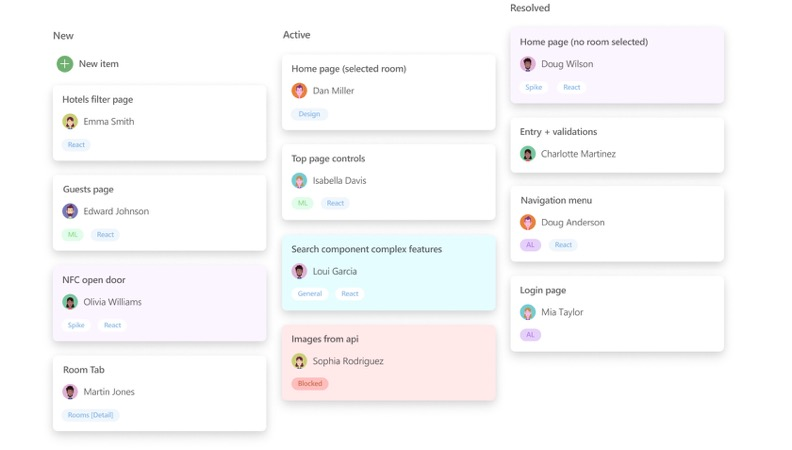 New
New item
Hotels filter page
Emma Smith
React
Guests page
Edward Johnson
ML React
NFC open door
Olivia Williams
Spike React
Room Tab
Martin Jones
Rooms (Detail)
Active
Home page (selected room)
Dan Miller
Design
Top page controls
Isabella Davis
ML React
Search component complex features
Loui Garcia
General React
Images from api
Sophia Rodriguez
Blocked
Resolved
Home page (no room selected)
Doug Wilson
Spike React
Entry + validations
Charlotte Martinez
Navigation menu
Doug Anderson
AL React
Login page
Mia Taylor
AL